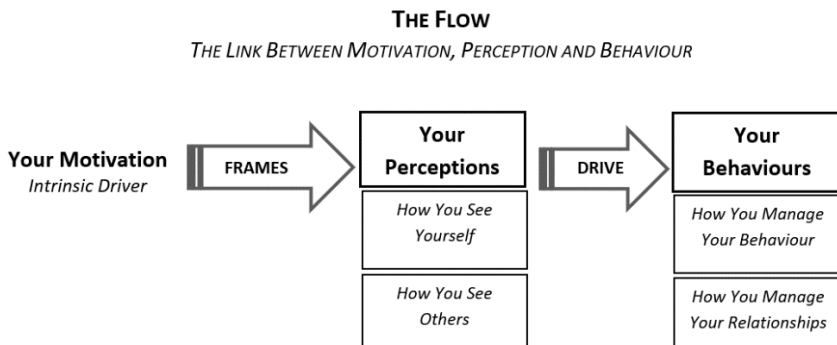 THE FLOW
THE LINK BETWEEN MOTIVATION, PERCEPTION AND BEHAVIOUR
Your Motivation
Intrinsic Driver
FRAMES
Your
Perceptions
How You See
Yourself
How You See
Others
DRIVE
Your
Behaviours
How You Manage
Your Behaviour
How You Manage
Your Relationships